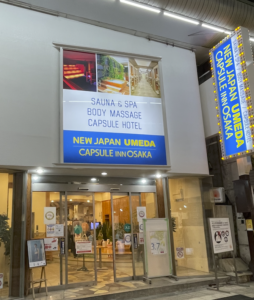 SAUNA & SPA
BODY MASSAGE
CAPSULE HOTEL
NEW JAPAN UMEDA
CAPSULE INN OSAKA
NEW JAPAN UMEDA
CAPSULE INN OSAKA